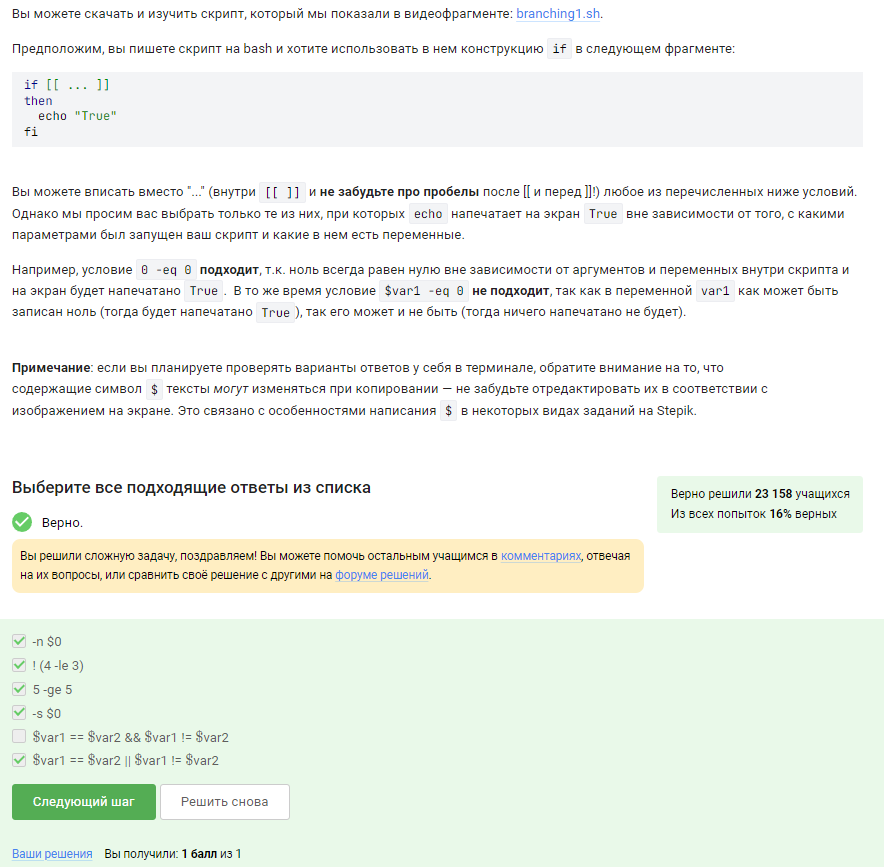 Вы можете скачать и изучить скрипт, который мы показали в видеофрагменте: branching1.sh.
Предположим, вы пишете скрипт на bash и хотите использовать в нем конструкцию if в следующем фрагменте:
if [[ ... ]]
then
  echo "True"
fi
Вы можете вписать вместо "..." (внутри [[ ]] и не забудьте про пробелы после [[ и перед ]]!) любое из перечисленных ниже условий.
Однако мы просим вас выбрать только те из них, при которых echo напечатает на экран True вне зависимости от того, с какими
параметрами был запущен ваш скрипт и какие в нем есть переменные.
Например, условие 0 -eq 0 подходит, т.к. ноль всегда равен нулю вне зависимости от аргументов и переменных внутри скрипта и
на экран будет напечатано True . В то же время условие $var1 -eq 0 не подходит, так как в переменной var1 как может быть
записан ноль (тогда будет напечатано True ), так его может и не быть (тогда ничего напечатано не будет).
Примечание: если вы планируете проверять варианты ответов у себя в терминале, обратите внимание на то, что
содержащие символ $ тексты могут изменяться при копировании — не забудьте отредактировать их в соответствии с
изображением на экране. Это связано с особенностями написания $ в некоторых видах заданий на Stepik.
Выберите все подходящие ответы из списка
Верно решили 23 158 учащихся
Из всех попыток 16% верных
Верно.
Вы решили сложную задачу, поздравляем! Вы можете помочь остальным учащимся в комментариях, отвечая
на их вопросы, или сравнить своё решение с другими на форуме решений.
-n $0
! (4 -le 3)
5 -ge 5
-s $0
$var1 == $var2 && $var1 != $var2
$var1 == $var2 || $var1 != $var2
Следующий шаг
Решить снова
Ваши решения Вы получили: 1 балл из 1